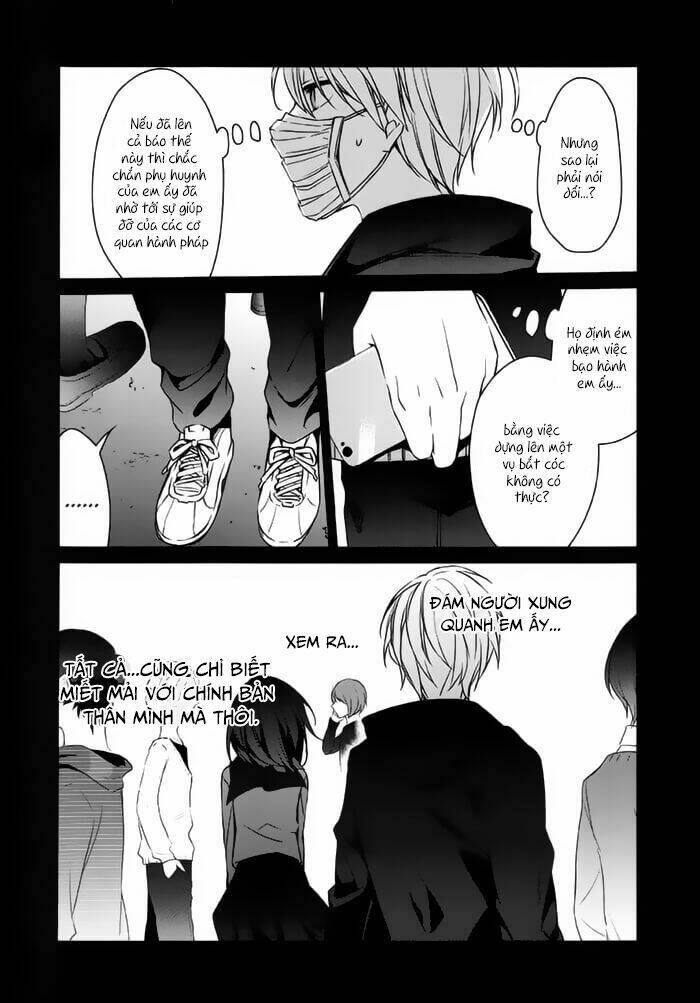 Nhưng
sao lại
phải nói
dối...?
Nếu đã lên
cả báo thế
này thì chắc
chắn phụ huynh
của em ấy đã
nhờ tới sự giúp
đỡ của các cơ
quan hành pháp
Họ định ém
nhẹm việc
bạo hành
em ấy...
bằng việc
dựng lên một
vụ bắt cóc
không có
thực?
........
ĐÁM NGƯỜI XUNG
QUANH EM ẤY...
XEM RA...
TẤT CẢ...CŨNG CHỈ BIẾT
MIẾT MẢI VỚI CHÍNH BẢN
THÂN MÌNH MÀ THÔI.